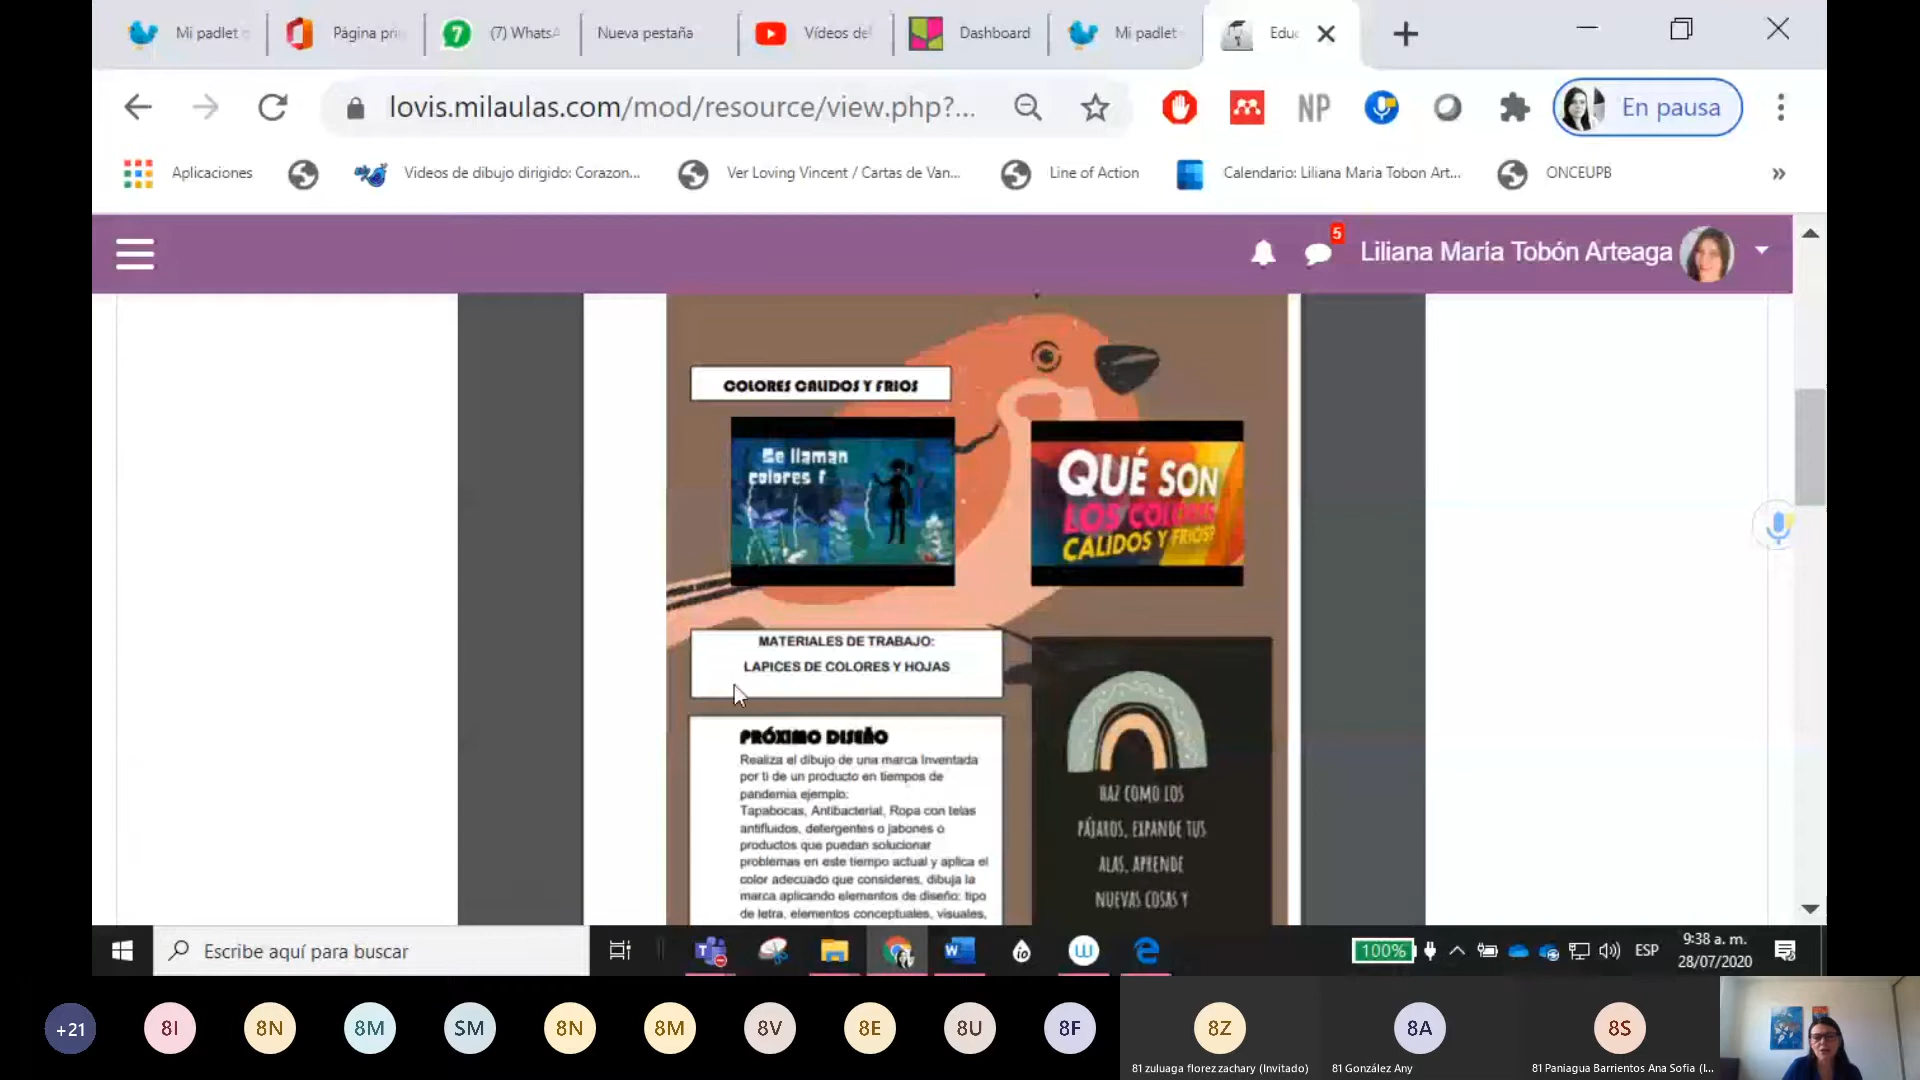 Mi padlet
Página pri
(7) WhatsA
Nueva pestaña
Vídeos de
Dashboard
Mi padlet
Educ
lovis.milaulas.com/mod/resource/view.php?...
NP
En pausa
Aplicaciones
Videos de dibujo dirigido: Corazon...
Ver Loving Vincent / Cartas de Van...
Line of Action
Calendario: Liliana Maria Tobon Art...
ONCEUPB
»
5
Liliana María Tobón Arteaga
COLORES CALIDOS Y FRIOS
Se llaman
colores f
QUÉ SON
LOS COLORES
CALIDOS Y FRIOS?
MATERIALES DE TRABAJO:
LAPICES DE COLORES Y HOJAS
PRÓXIMO DISEÑO
Realiza el dibujo de una marca Inventada
por ti de un producto en tiempos de
pandemia ejemplo:
Tapabocas, Antibacterial, Ropa con telas
antifluidos, detergentes o jabones o
productos que puedan solucionar
problemas en este tiempo actual y aplica el
color adecuado que consideres, dibuja la
marca aplicando elementos de diseño: tipo
de letra, elementos conceptuales, visuales,
HAZ COMO LOS
PÁJAROS, EXPANDE TUS
ALAS, APRENDE
NUEVAS COSAS Y
Escribe aquí para buscar
100%
ESP
9:38 a. m.
28/07/2020
+21
8I
8N
8M
SM
8N
8M
8V
8E
8U
8F
8Z
8A
8S
81 zuluaga florez zachary (Invitado)
81 González Any
81 Paniagua Barrientos Ana Sofia (I...